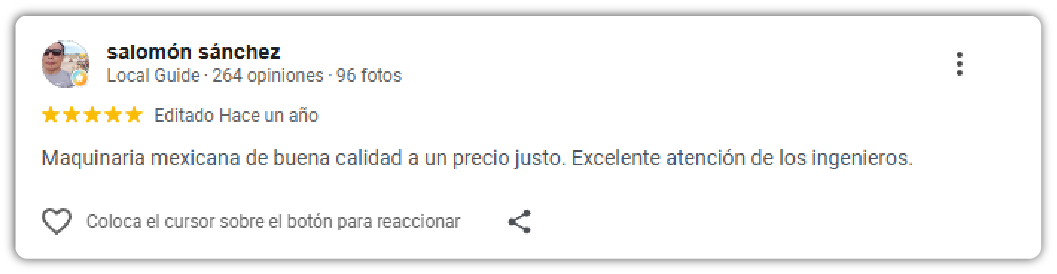 salomón sánchez
Local Guide · 264 opiniones · 96 fotos
Editado Hace un año
Maquinaria mexicana de buena calidad a un precio justo. Excelente atención de los ingenieros.
Coloca el cursor sobre el botón para reaccionar